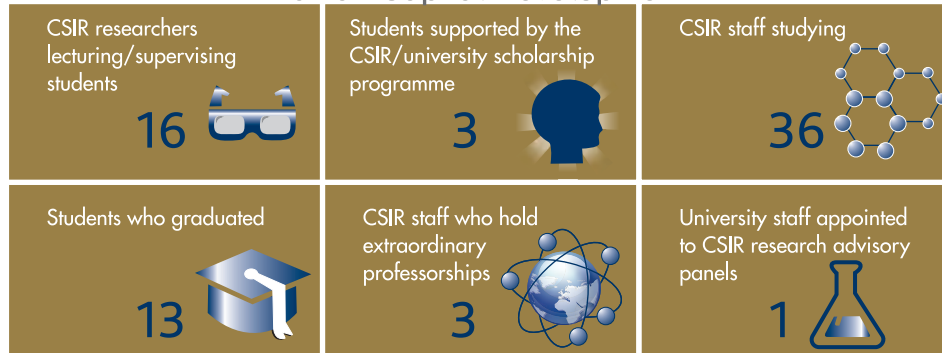 CSIR researchers
lecturing/supervising
students
16
Students supported by the
CSIR/university scholarship
programme
3
CSIR staff studying
36
Students who graduated
13
CSIR staff who hold
extraordinary
professorships
3
University staff appointed
to CSIR research advisory
panels
1